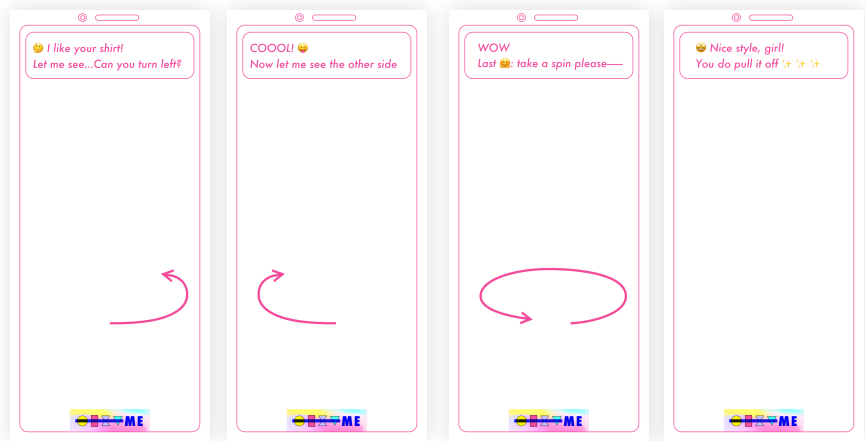 🤔 I like your shirt!
Let me see...Can you turn left?
COOOL! 😛
Now let me see the other side
WOW
Last 🤗: take a spin please——
🤩 Nice style, girl!
You do pull it off ✨ ✨ ✨
ME
ME
ME
ME